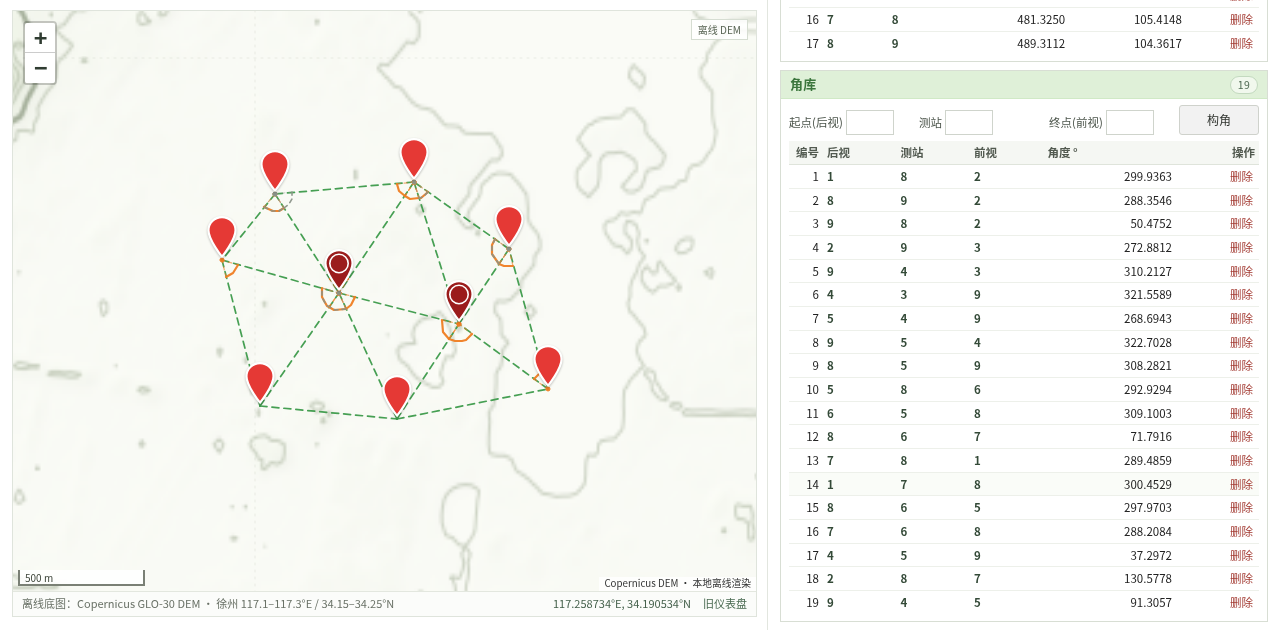 +
−
离线 DEM
500 m
Copernicus DEM · 本地离线渲染
离线底图：Copernicus GLO-30 DEM · 徐州 117.1–117.3°E / 34.15–34.25°N
117.258734°E, 34.190534°N 旧仪表盘
16 7 8 481.3250 105.4148 删除
17 8 9 489.3112 104.3617 删除
角库 19
起点(后视) 测站 终点(前视) 构角
编号 后视 测站 前视 角度 ° 操作
1 1 8 2 299.9363 删除
2 8 9 2 288.3546 删除
3 9 8 2 50.4752 删除
4 2 9 3 272.8812 删除
5 9 4 3 310.2127 删除
6 4 3 9 321.5589 删除
7 5 4 9 268.6943 删除
8 9 5 4 322.7028 删除
9 8 5 9 308.2821 删除
10 5 8 6 292.9294 删除
11 6 5 8 309.1003 删除
12 8 6 7 71.7916 删除
13 7 8 1 289.4859 删除
14 1 7 8 300.4529 删除
15 8 6 5 297.9703 删除
16 7 6 8 288.2084 删除
17 4 5 9 37.2972 删除
18 2 8 7 130.5778 删除
19 9 4 5 91.3057 删除